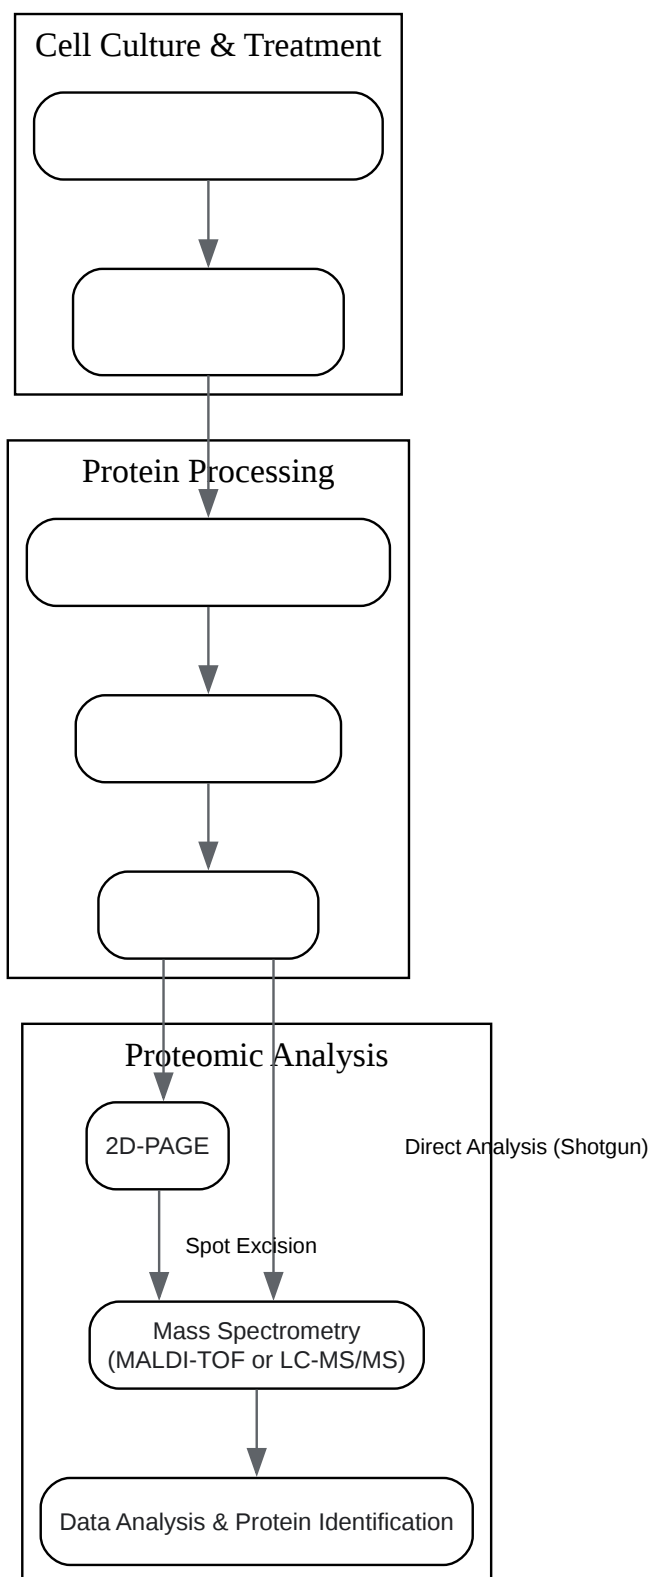 Cell Culture & Treatment
Protein Processing
Proteomic Analysis
2D-PAGE
Direct Analysis (Shotgun)
Spot Excision
Mass Spectrometry
(MALDI-TOF or LC-MS/MS)
Data Analysis & Protein Identification